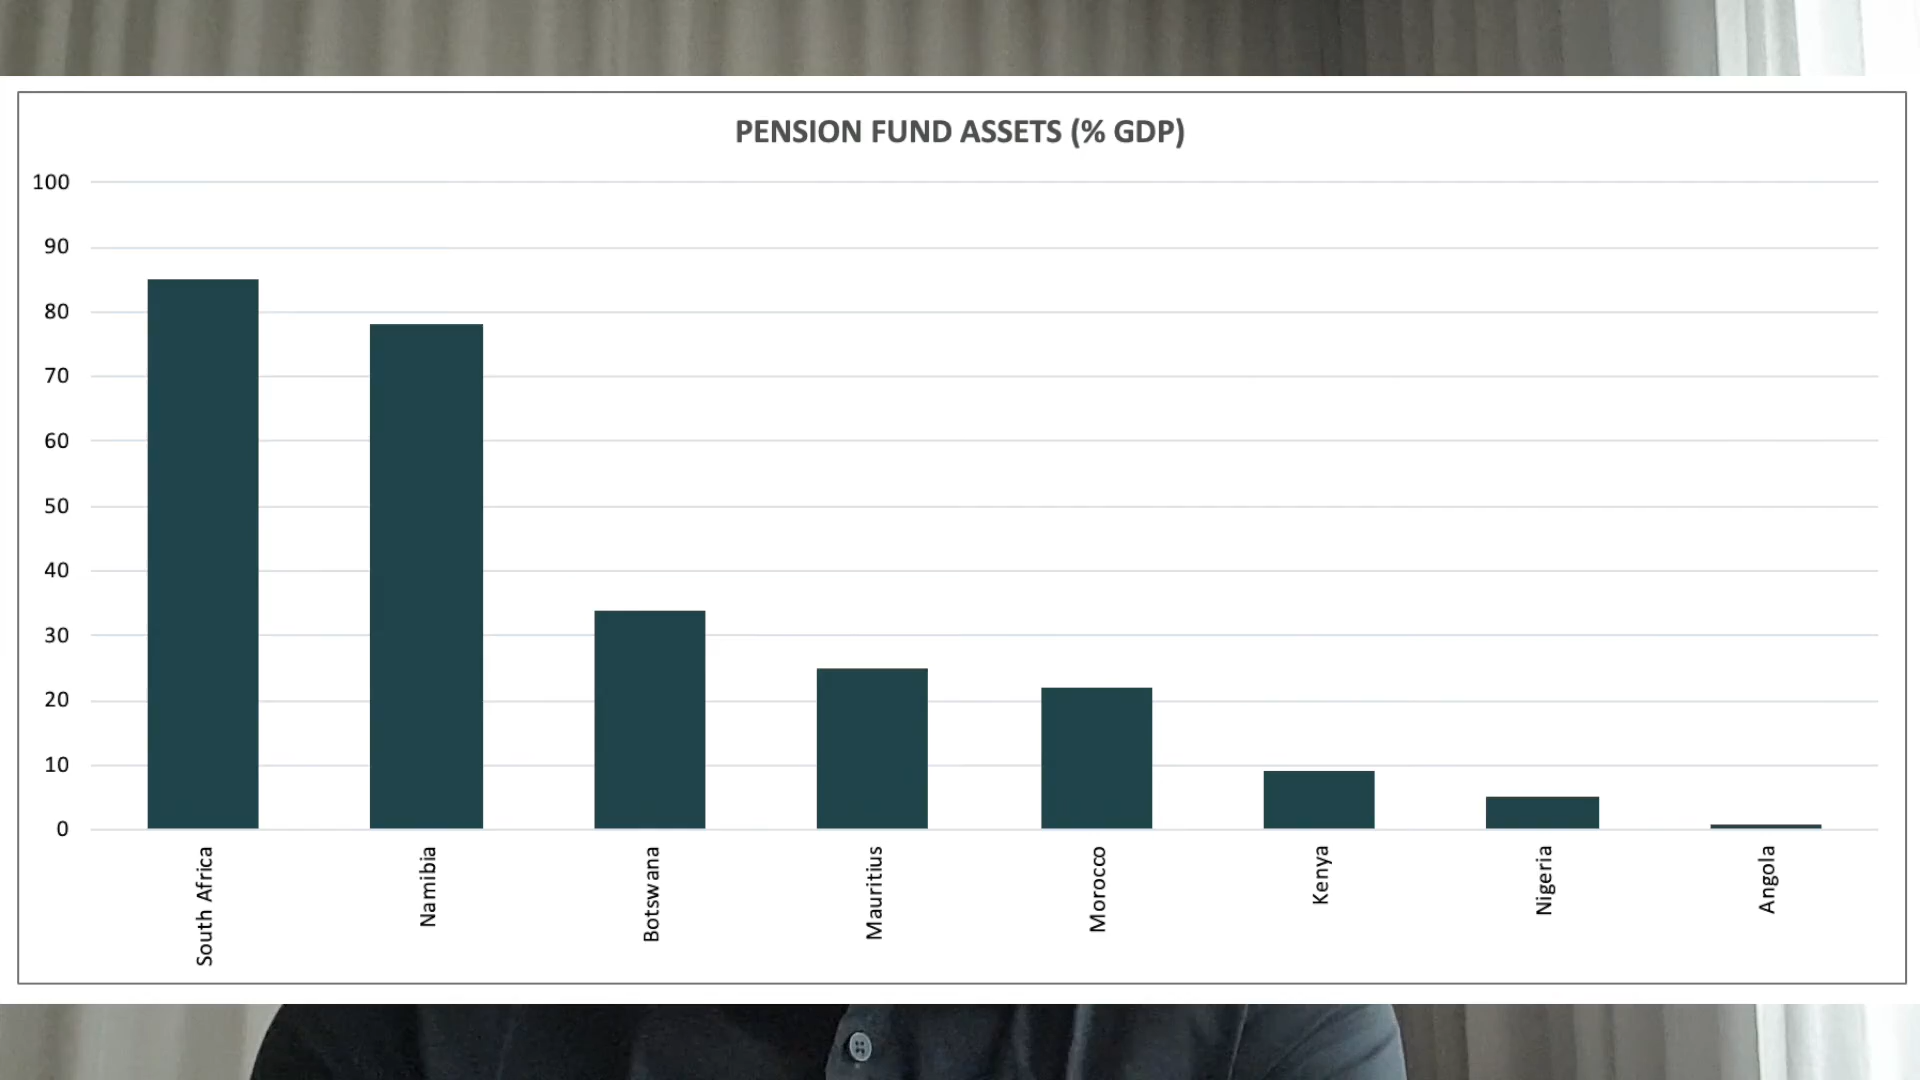 PENSION FUND ASSETS (% GDP)
100
90
80
70
60
50
40
30
20
10
0
South Africa
Namibia
Botswana
Mauritius
Morocco
Kenya
Nigeria
Angola